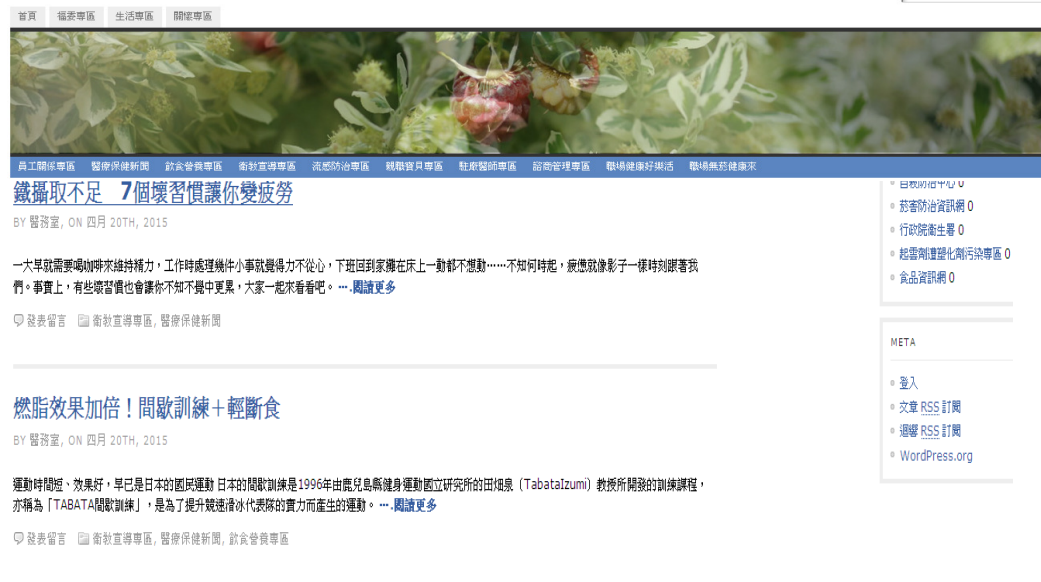 首頁 福委專區 生活專區 關懷專區
員工關係專區 醫療保健新聞 飲食營養專區 衛教宣導專區 流感防治專區 親職寶貝專區 駐廠醫師專區 諮商管理專區 職場健康好樂活 職場無菸健康來
鐵攝取不足 7個壞習慣讓你變疲勞
BY 醫務室, ON 四月 20TH, 2015
一大早就需要喝咖啡來維持精力,工作時處理幾件小事就覺得力不從心,下班回到家攤在床上一動都不想動……不知何時起,疲憊就像影子一樣時刻跟著我
們。事實上,有些壞習慣也會讓你不知不覺中更累,大家一起來看看吧。 ….閱讀更多
發表留言 衛教宣導專區, 醫療保健新聞
燃脂效果加倍!間歇訓練+輕斷食
BY 醫務室, ON 四月 20TH, 2015
運動時間短、效果好,早已是日本的國民運動 日本的間歇訓練是1996年由鹿兒島縣健身運動國立研究所的田畑泉(TabataIzumi)教授所開發的訓練課程,
亦稱為「TABATA間歇訓練」,是為了提升競速滑冰代表隊的實力而產生的運動。 ….閱讀更多
發表留言 衛教宣導專區, 醫療保健新聞, 飲食營養專區
自殺防治中心 0
菸害防治資訊網 0
行政院衛生署 0
起雲劑遭塑化劑污染專區 0
食品資訊網 0
META
登入
文章 RSS 訂閱
迴響 RSS 訂閱
WordPress.org